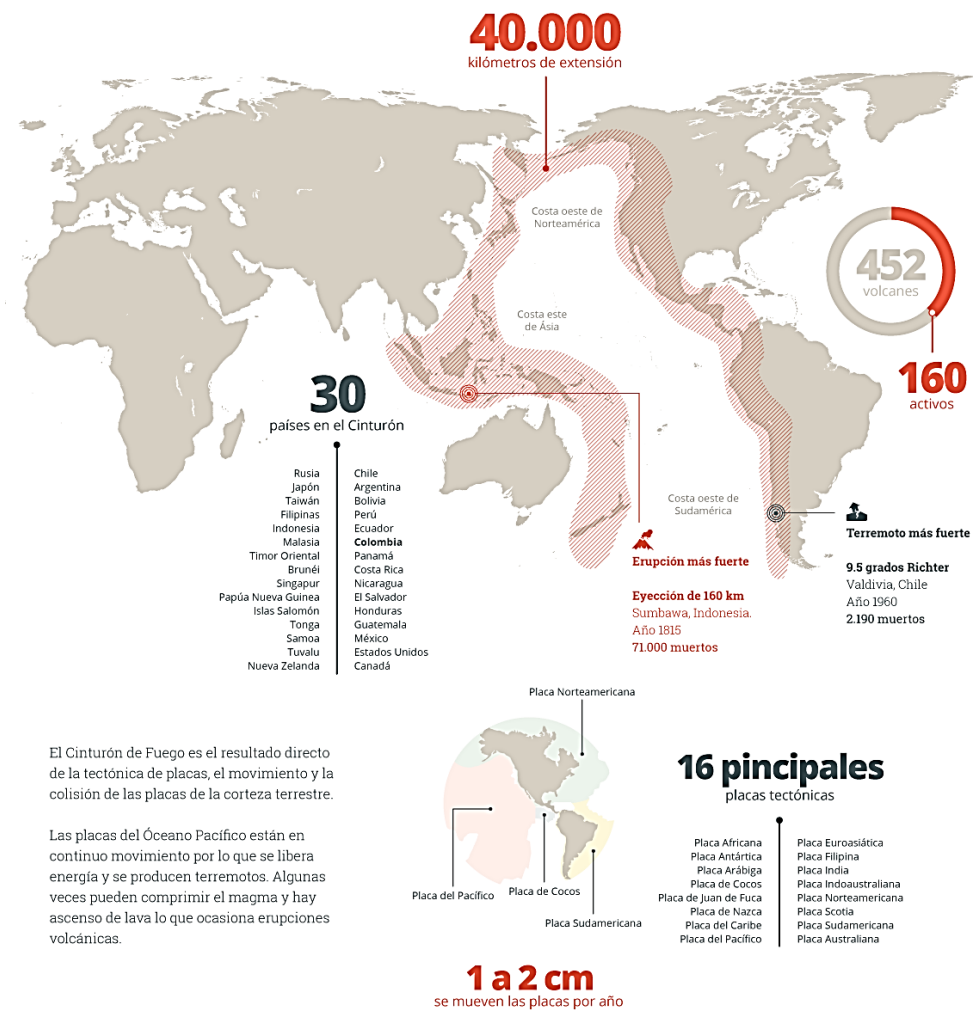 40.000
kilómetros de extensión
Costa oeste de
Norteamérica
452
volcanes
160
activos
Costa este
de Ásia
30
países en el Cinturón
Rusia
Japón
Taiwán
Filipinas
Indonesia
Malasia
Timor Oriental
Brunéi
Singapur
Papúa Nueva Guinea
Islas Salomón
Tonga
Samoa
Tuvalu
Nueva Zelanda
Chile
Argentina
Bolivia
Perú
Ecuador
Colombia
Panamá
Costa Rica
Nicaragua
El Salvador
Honduras
Guatemala
México
Estados Unidos
Canadá
Costa oeste de
Sudamérica
Erupción más fuerte
Eyección de 160 km
Sumbawa, Indonesia.
Año 1815
71.000 muertos
Terremoto más fuerte
9.5 grados Richter
Valdivia, Chile
Año 1960
2.190 muertos
El Cinturón de Fuego es el resultado directo
de la tectónica de placas, el movimiento y la
colisión de las placas de la corteza terrestre.
Las placas del Óceano Pacífico están en
continuo movimiento por lo que se libera
energía y se producen terremotos. Algunas
veces pueden comprimir el magma y hay
ascenso de lava lo que ocasiona erupciones
volcánicas.
Placa Norteamericana
Placa del Pacífico
Placa de Cocos
Placa Sudamericana
16 pincipales
placas tectónicas
Placa Africana
Placa Antártica
Placa Arábiga
Placa de Cocos
Placa de Juan de Fuca
Placa de Nazca
Placa del Caribe
Placa del Pacífico
Placa Euroasiática
Placa Filipina
Placa India
Placa Indoaustraliana
Placa Norteamericana
Placa Scotia
Placa Sudamericana
Placa Australiana
1 a 2 cm
se mueven las placas por año